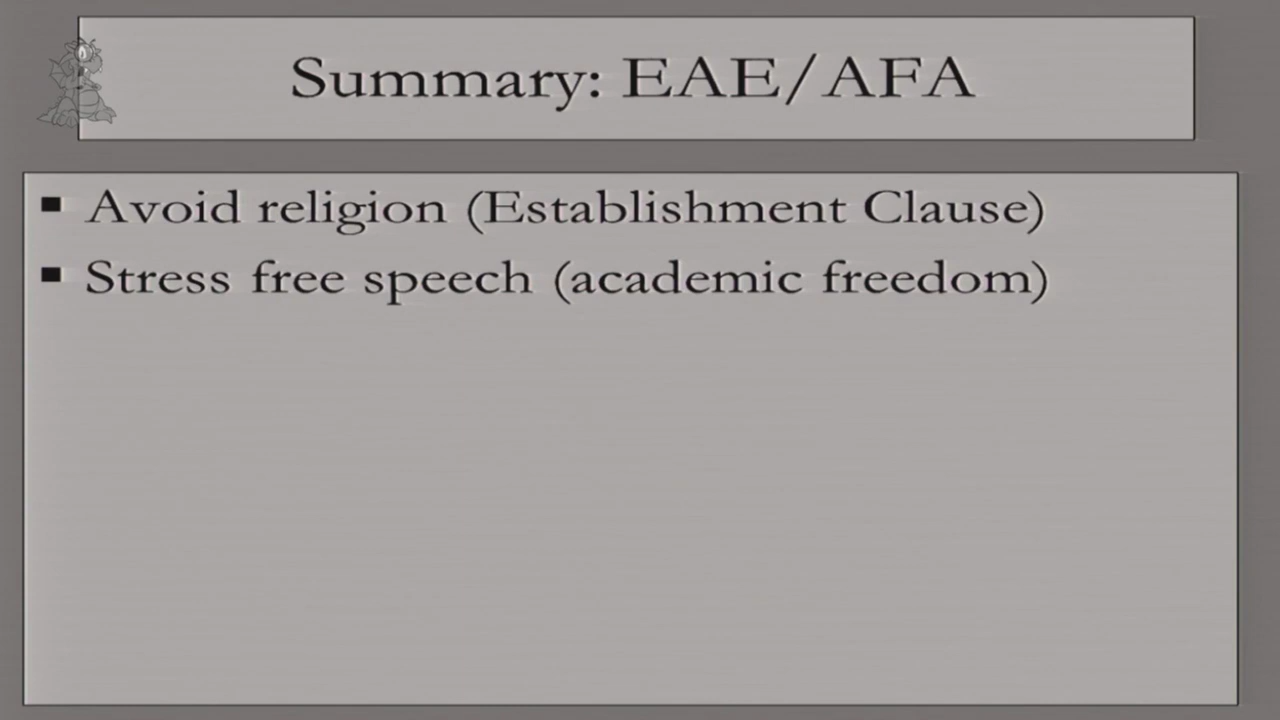 Summary: EAE/AFA
▪ Avoid religion (Establishment Clause)
▪ Stress free speech (academic freedom)